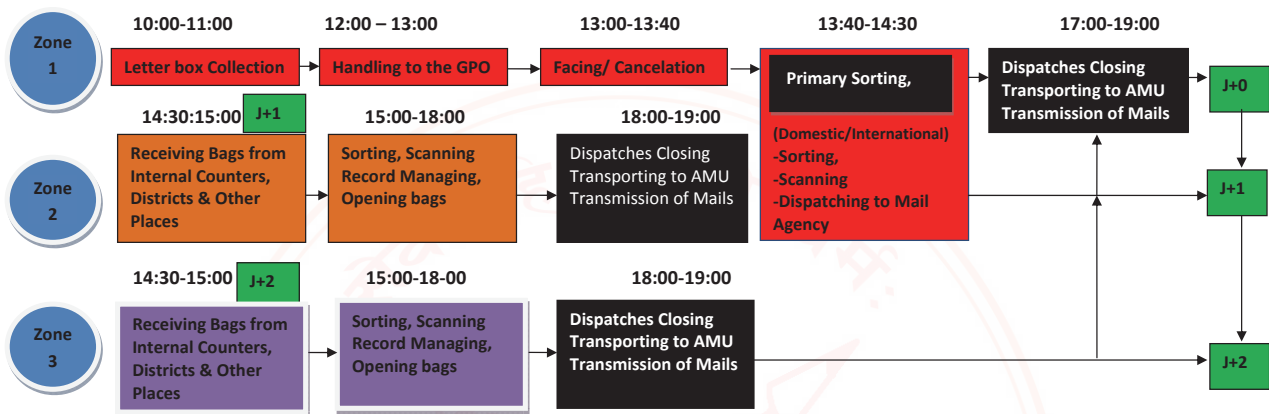 Zone
1
10:00-11:00
12:00 – 13:00
13:00-13:40
13:40-14:30
17:00-19:00
Letter box Collection
Handling to the GPO
Facing/ Cancelation
Primary Sorting,
(Domestic/International)
-Sorting,
-Scanning
-Dispatching to Mail
Agency
Dispatches Closing
Transporting to AMU
Transmission of Mails
J+0
Zone
2
14:30:15:00
J+1
15:00-18:00
18:00-19:00
Receiving Bags from
Internal Counters,
Districts & Other
Places
Sorting, Scanning
Record Managing,
Opening bags
Dispatches Closing
Transporting to AMU
Transmission of Mails
J+1
Zone
3
14:30-15:00
J+2
15:00-18-00
18:00-19:00
Receiving Bags from
Internal Counters,
Districts & Other
Places
Sorting, Scanning
Record Managing,
Opening bags
Dispatches Closing
Transporting to AMU
Transmission of Mails
J+2